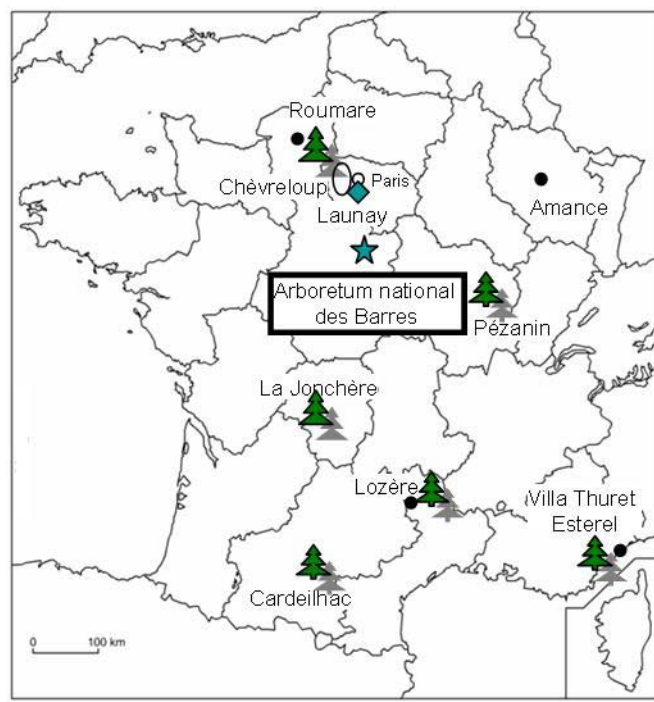 Roumare
Chèvreloup
Paris
Launay
Amance
Arboretum national
des Barres
Pézanin
La Jonchère
Lozère
Villa Thuret
Esterel
Cardeilhac
0 100 km